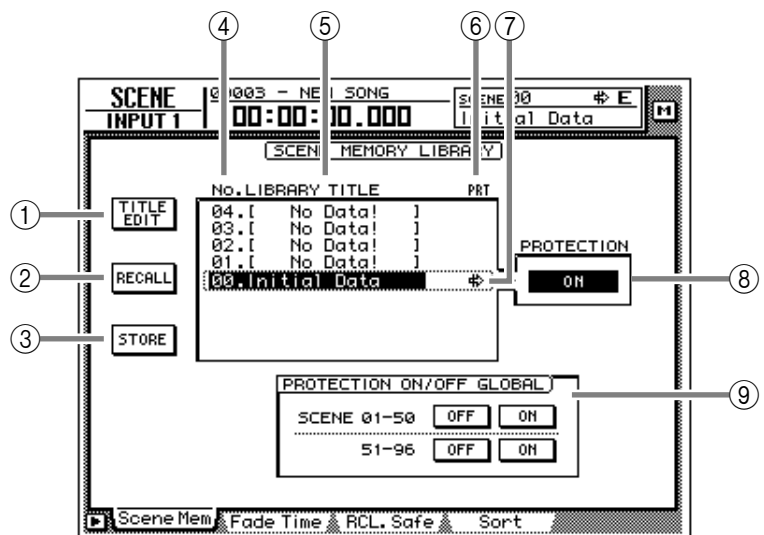 ④ ⑤ ⑥ ⑦
SCENE 00003 - NEW SONG SCENE 00 E
INPUT 1 00:00:00.000 Initial Data M
SCENE MEMORY LIBRARY
No. LIBRARY TITLE PRT
① TITLE EDIT
04.[ No Data! ]
03.[ No Data! ]
02.[ No Data! ]
01.[ No Data! ]
00.Initial Data
② RECALL
③ STORE
PROTECTION
ON ⑧
PROTECTION ON/OFF GLOBAL ⑨
SCENE 01-50 OFF ON
51-96 OFF ON
Scene Mem Fade Time RCL. Safe Sort